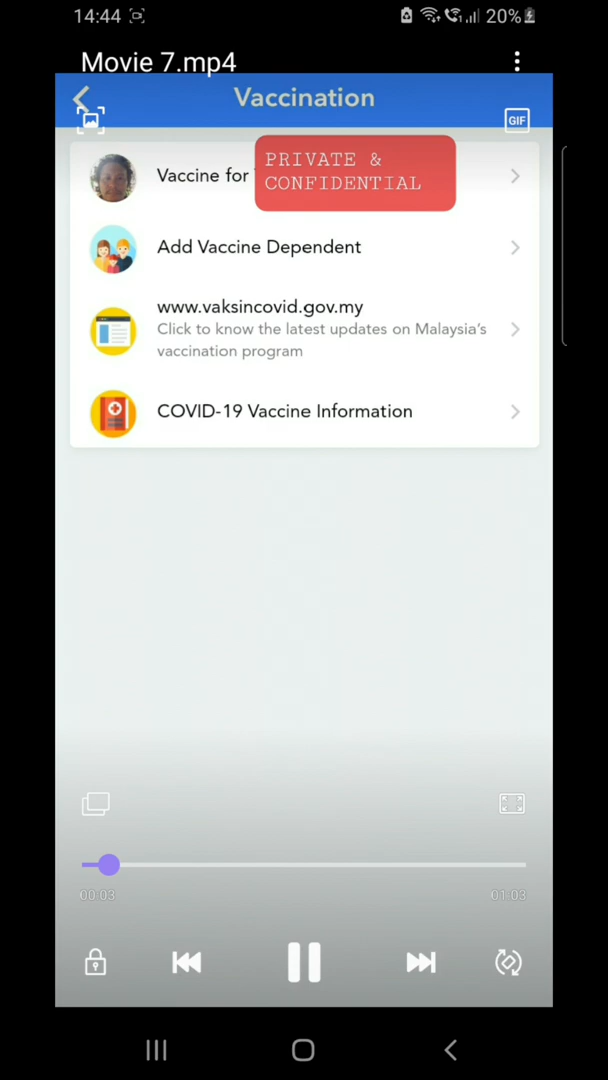 14:44
20%
Movie 7.mp4
Vaccination
GIF
Vaccine for
PRIVATE &
CONFIDENTIAL
Add Vaccine Dependent
www.vaksincovid.gov.my
Click to know the latest updates on Malaysia's
vaccination program
COVID-19 Vaccine Information
00:03
01:03